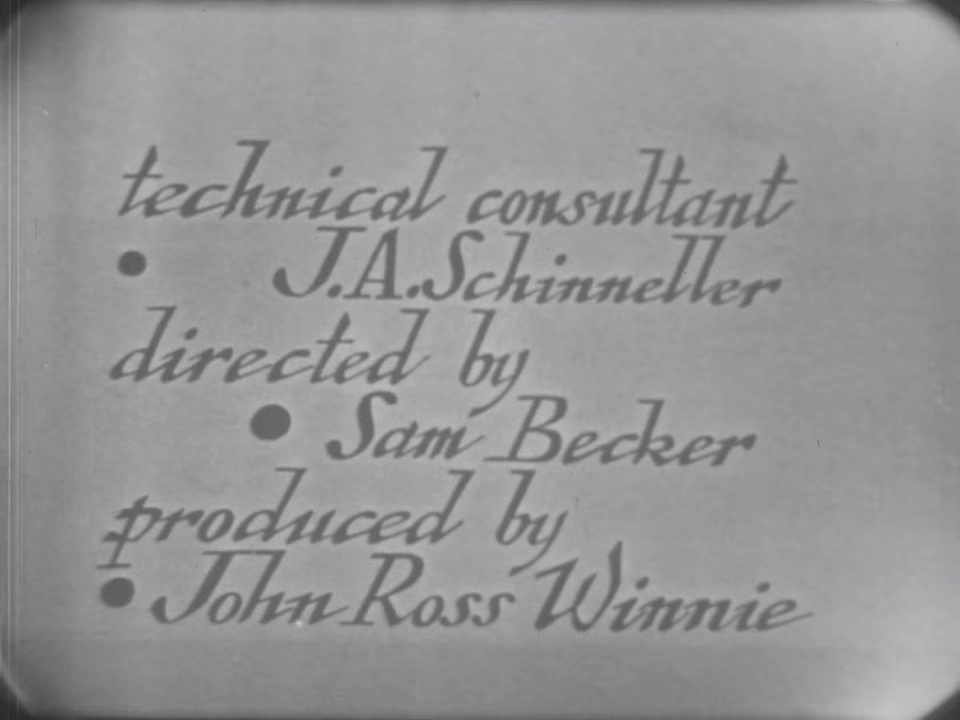 technical consultant
• J.A.Schinneller
directed by
• Sam Becker
produced by
• John Ross Winnie